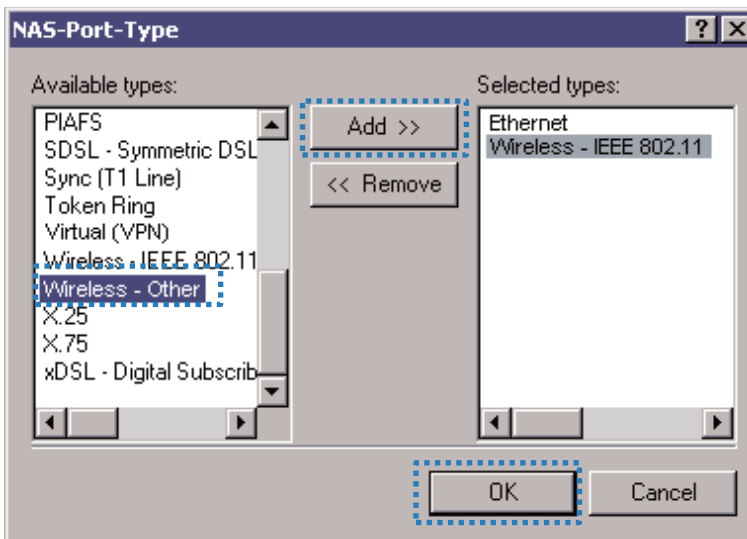 NAS-Port-Type
Available types:
PIAFS
SDSL - Symmetric DSL
Sync (T1 Line)
Token Ring
Virtual (VPN)
Wireless - IEEE 802.11
Wireless - Other
X.25
X.75
xDSL - Digital Subscrib
Add >>
<< Remove
Selected types:
Ethernet
Wireless - IEEE 802.11
OK
Cancel